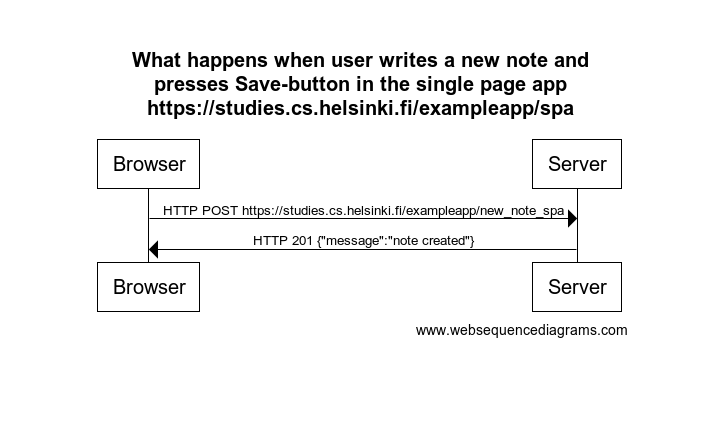 What happens when user writes a new note and
presses Save-button in the single page app
https://studies.cs.helsinki.fi/exampleapp/spa
Browser
Server
HTTP POST https://studies.cs.helsinki.fi/exampleapp/new_note_spa
HTTP 201 {"message":"note created"}
Browser
Server
www.websequencediagrams.com